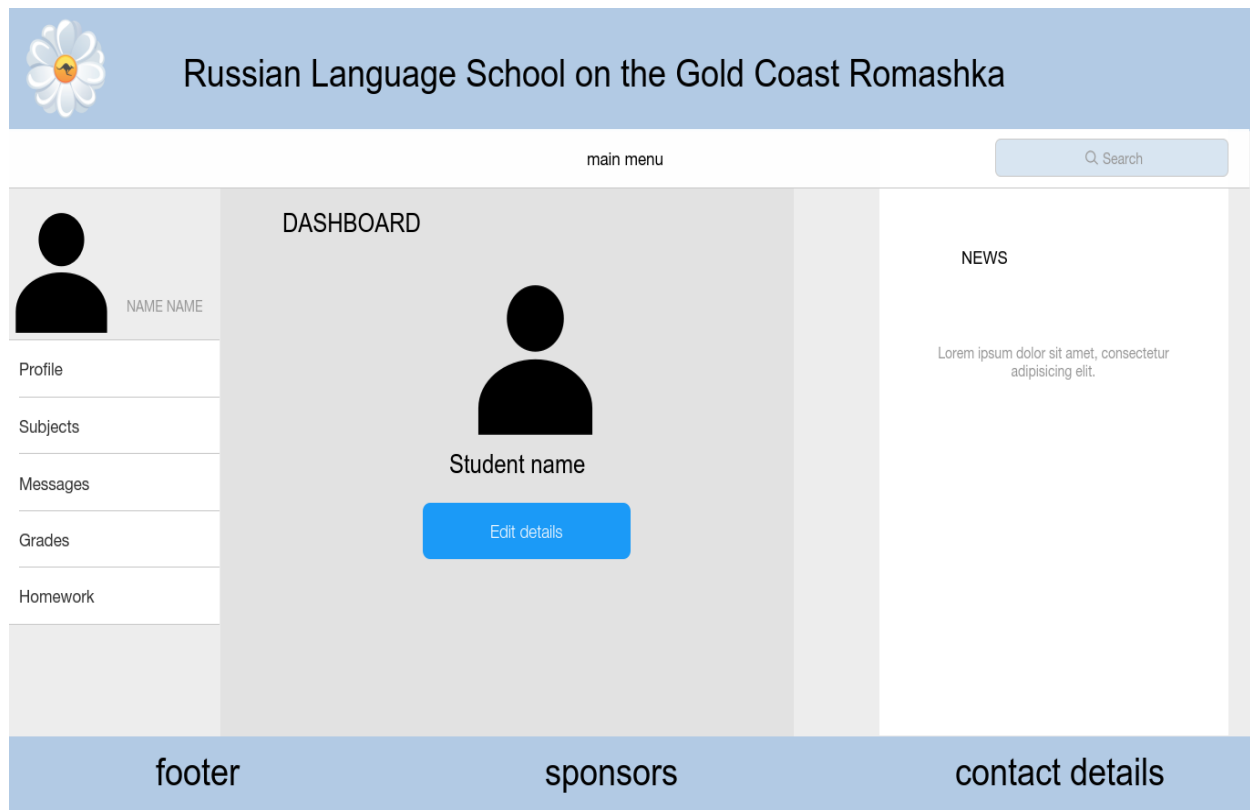 Russian Language School on the Gold Coast Romashka
main menu
Search
NAME NAME
Profile
Subjects
Messages
Grades
Homework
DASHBOARD
Student name
Edit details
NEWS
Lorem ipsum dolor sit amet, consectetur
adipisicing elit.
footer
sponsors
contact details